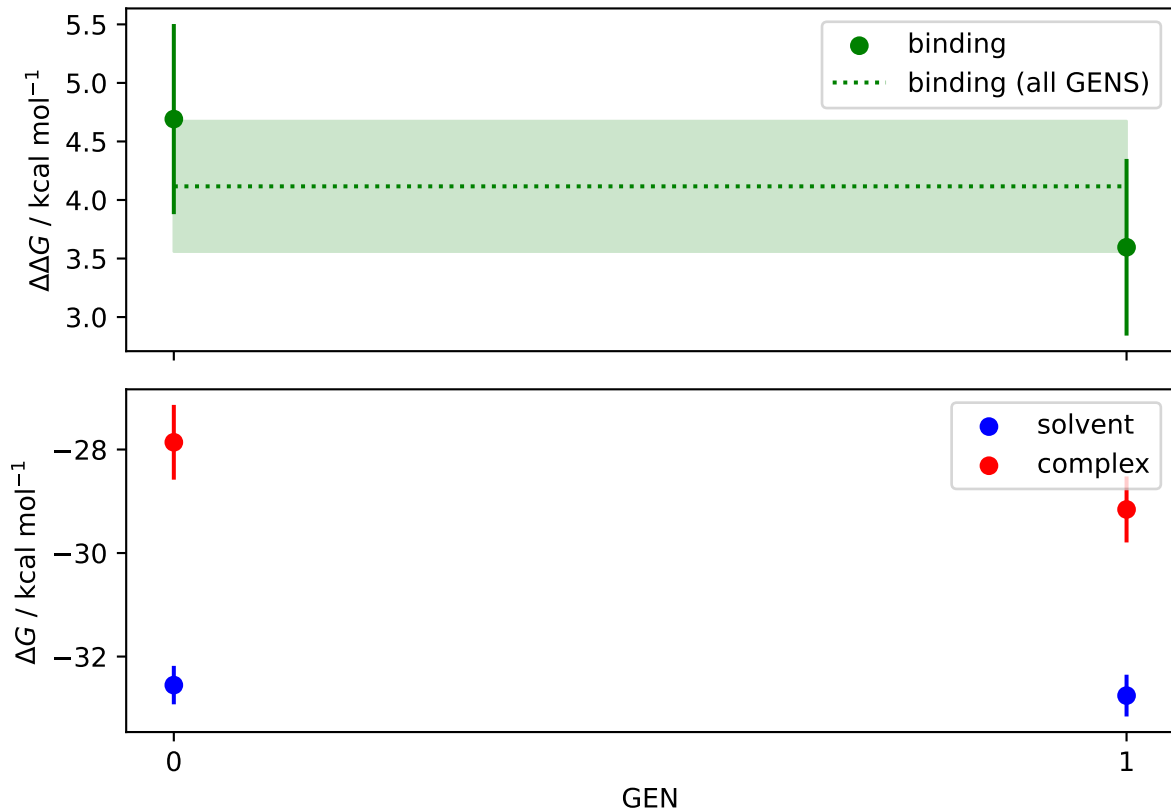 5.5
5.0
4.5
4.0
3.5
3.0
ΔΔG / kcal mol⁻¹
binding
binding (all GENS)
−28
−30
−32
ΔG / kcal mol⁻¹
solvent
complex
0
1
GEN